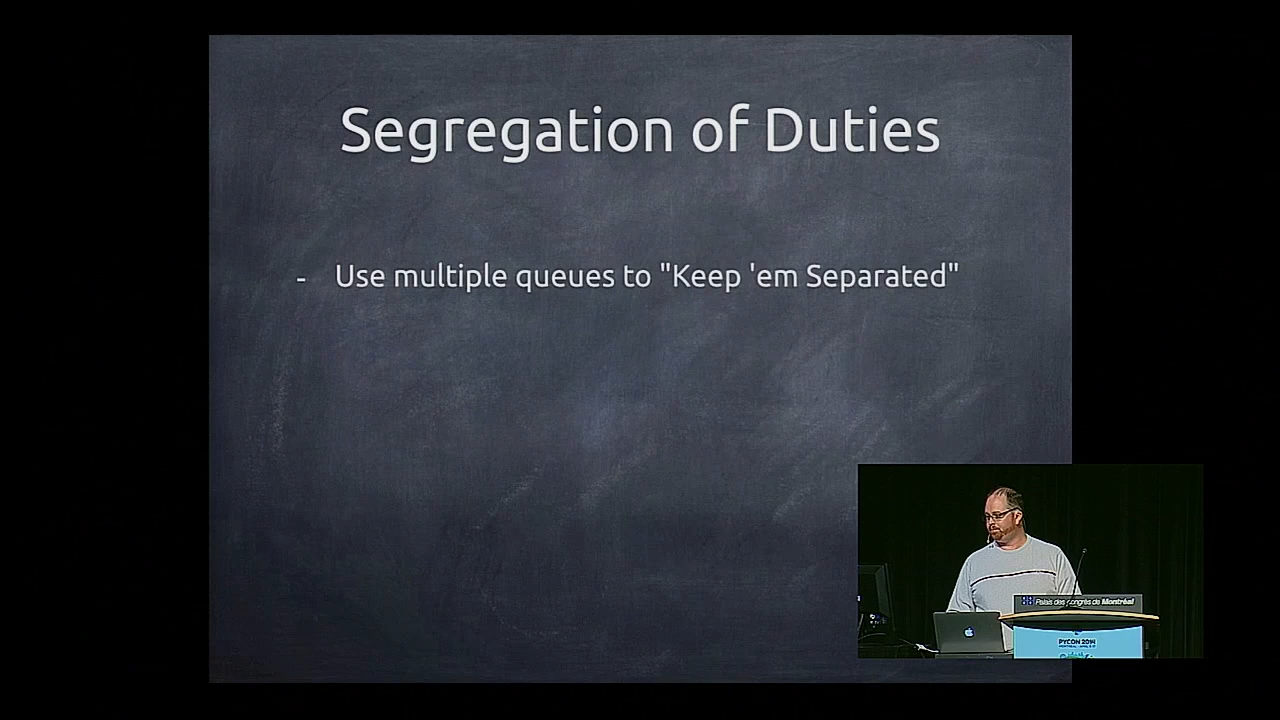 Segregation of Duties
- Use multiple queues to "Keep 'em Separated"
Palais des congrès de Montréal
PYCON 2014